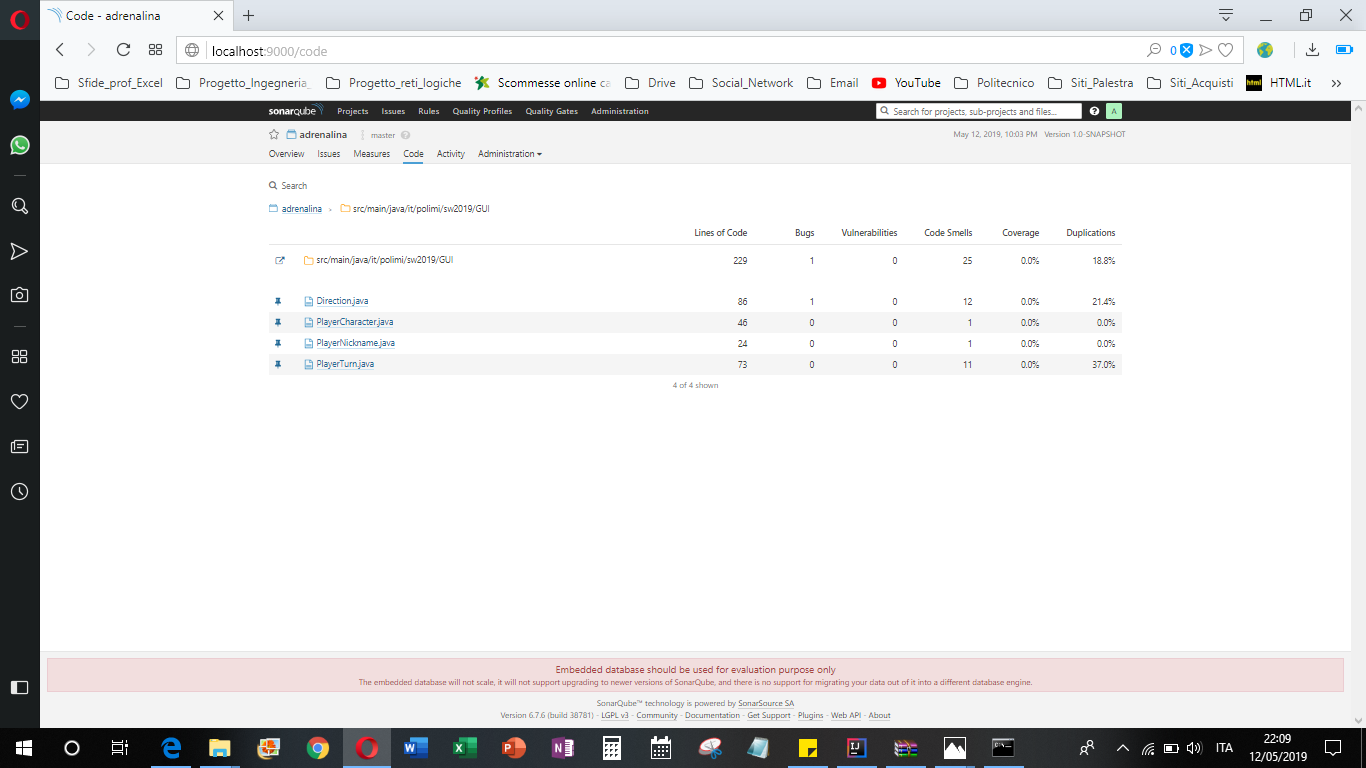 Code - adrenalina
localhost:9000/code
0
Sfide_prof_Excel Progetto_Ingegneria_ Progetto_reti_logiche Scommesse online ca Drive Social_Network Email YouTube Politecnico Siti_Palestra Siti_Acquisti html HTML.it
sonarqube Projects Issues Rules Quality Profiles Quality Gates Administration Search for projects, sub-projects and files... A
adrenalina master May 12, 2019, 10:03 PM Version 1.0-SNAPSHOT
Overview Issues Measures Code Activity Administration
Search
adrenalina src/main/java/it/polimi/sw2019/GUI
Lines of Code Bugs Vulnerabilities Code Smells Coverage Duplications
src/main/java/it/polimi/sw2019/GUI 229 1 0 25 0.0% 18.8%
Direction.java 86 1 0 12 0.0% 21.4%
PlayerCharacter.java 46 0 0 1 0.0% 0.0%
PlayerNickname.java 24 0 0 1 0.0% 0.0%
PlayerTurn.java 73 0 0 11 0.0% 37.0%
4 of 4 shown
Embedded database should be used for evaluation purpose only
The embedded database will not scale, it will not support upgrading to newer versions of SonarQube, and there is no support for migrating your data out of it into a different database engine.
SonarQube™ technology is powered by SonarSource SA
Version 6.7.6 (build 38781) - LGPL v3 - Community - Documentation - Get Support - Plugins - Web API - About
ITA
22:09
12/05/2019